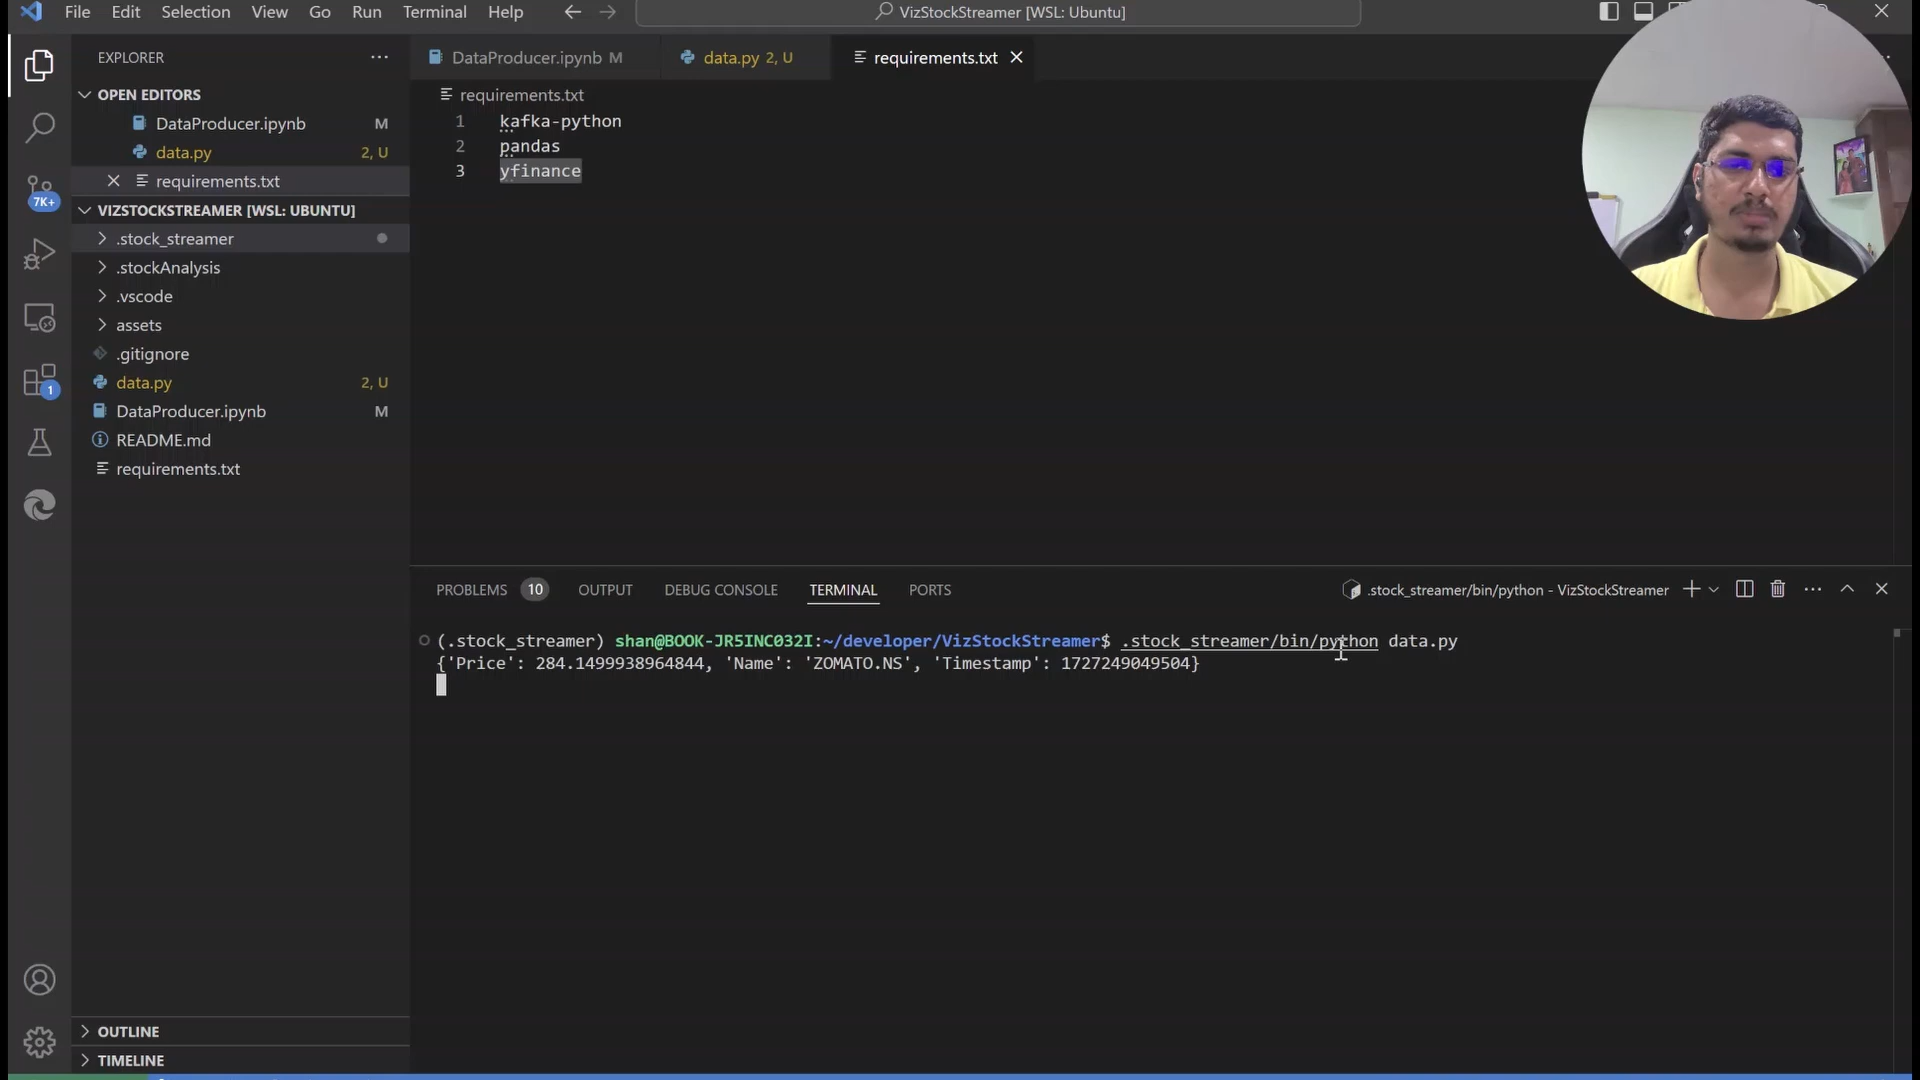 File Edit Selection View Go Run Terminal Help
VizStockStreamer [WSL: Ubuntu]
EXPLORER
OPEN EDITORS
DataProducer.ipynb M
data.py 2, U
requirements.txt
VIZSTOCKSTREAMER [WSL: UBUNTU]
.stock_streamer
.stockAnalysis
.vscode
assets
.gitignore
data.py 2, U
DataProducer.ipynb M
README.md
requirements.txt
OUTLINE
TIMELINE
7K+
1
DataProducer.ipynb M data.py 2, U requirements.txt
requirements.txt
1 kafka-python
2 pandas
3 yfinance
PROBLEMS 10 OUTPUT DEBUG CONSOLE TERMINAL PORTS
.stock_streamer/bin/python - VizStockStreamer
(.stock_streamer) shan@BOOK-JR5INC032I:~/developer/VizStockStreamer$ .stock_streamer/bin/python data.py
{'Price': 284.1499938964844, 'Name': 'ZOMATO.NS', 'Timestamp': 1727249049504}